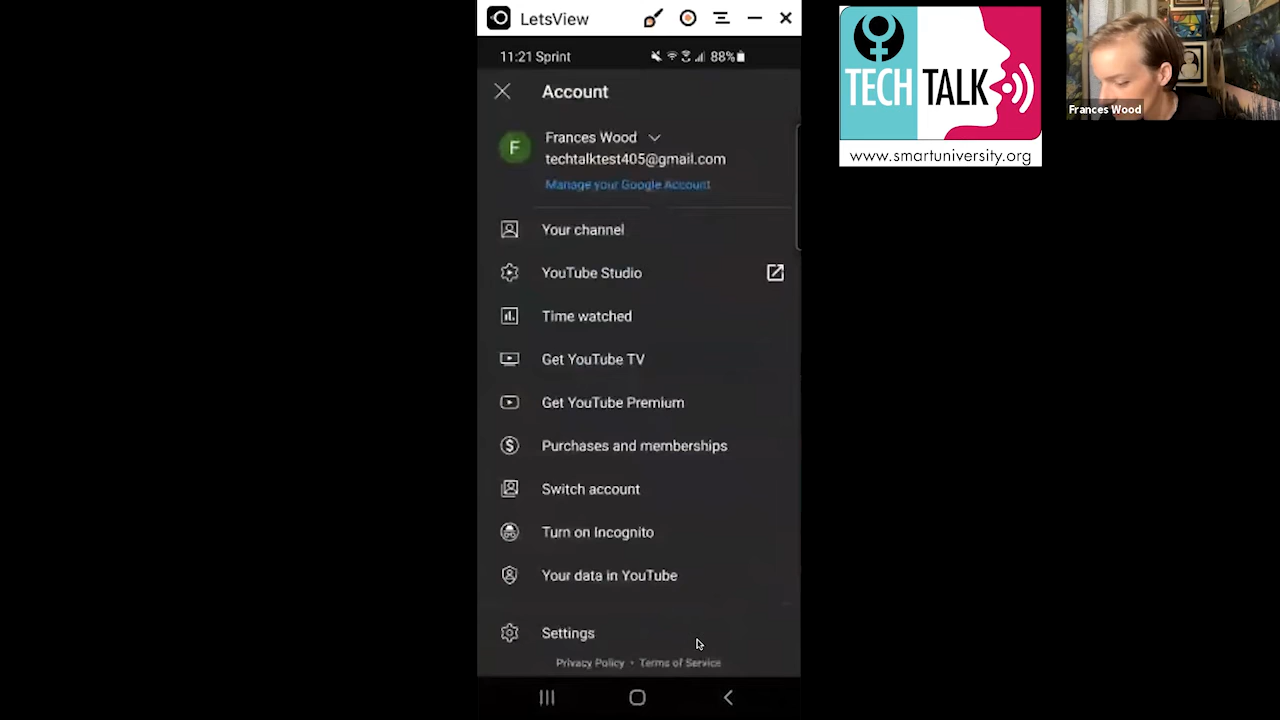 LetsView
11:21 Sprint
88%
Account
F
Frances Wood
techtalktest405@gmail.com
Manage your Google Account
Your channel
YouTube Studio
Time watched
Get YouTube TV
Get YouTube Premium
Purchases and memberships
Switch account
Turn on Incognito
Your data in YouTube
Settings
Privacy Policy • Terms of Service
TECH TALK
www.smartuniversity.org
Frances Wood